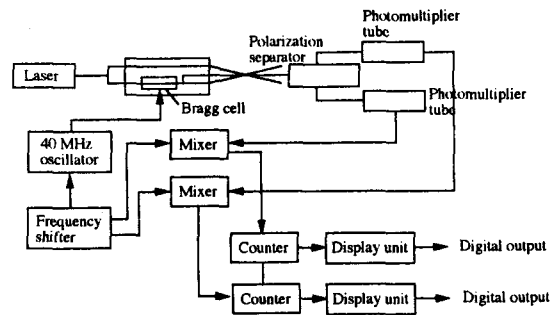 Photomultiplier
tube
Polarization
separator
Laser
Bragg cell
Photomultiplier
tube
40 MHz
oscillator
Mixer
Mixer
Frequency
shifter
Counter
Display unit
Digital output
Counter
Display unit
Digital output